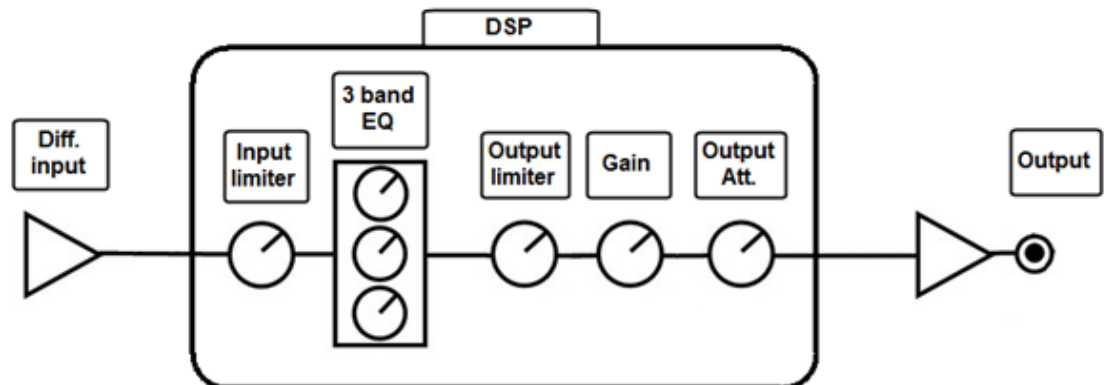 DSP
3 band
EQ
Diff.
input
Input
limiter
Output
limiter
Gain
Output
Att.
Output